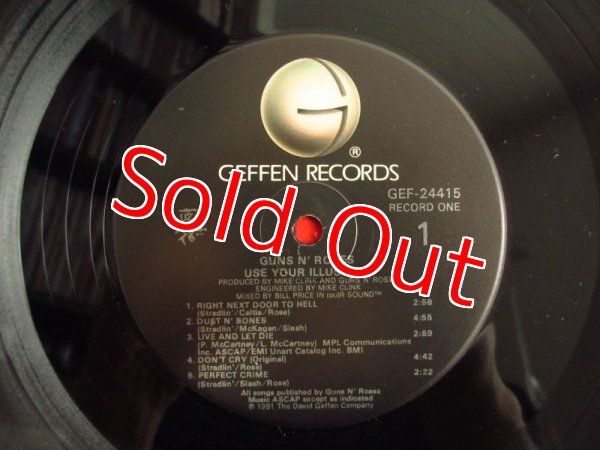 ®
GEFFEN RECORDS
GEF-24415
RECORD ONE
1
Sold Out
GUNS N' ROSES
USE YOUR
PRODUCED BY MIKE CLINK AND GUNS N'
ENGINEERED BY MIKE CLINK
MIXED BY BILL PRICE IN (ou)R SOUND™
1. RIGHT NEXT DOOR TO HELL 2:58
(Stradlin'/Caltia/Rose)
2. DUST N' BONES 4:55
(Stradlin'/McKagan/Slash)
3. LIVE AND LET DIE 2:59
(P. McCartney/L. McCartney) MPL Communications
Inc. ASCAP/EMI Unart Catalog Inc. BMI
4. DON'T CRY (Original) 4:42
(Stradlin'/Rose)
5. PERFECT CRIME 2:22
(Stradlin'/Slash/Rose)
All songs published by Guns N' Roses
Music ASCAP except as indicated
℗ 1991 The David Geffen Company